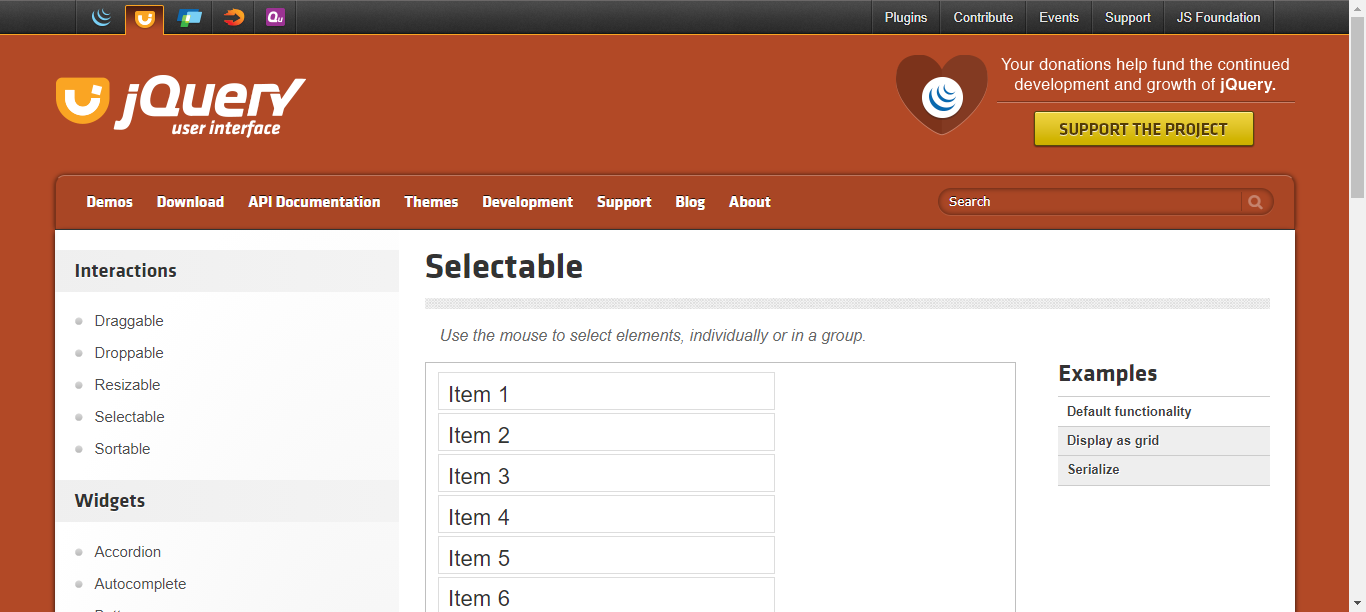 Qu
Plugins
Contribute
Events
Support
JS Foundation
jQuery
user interface
Your donations help fund the continued
development and growth of jQuery.
SUPPORT THE PROJECT
Demos
Download
API Documentation
Themes
Development
Support
Blog
About
Search
Interactions
Draggable
Droppable
Resizable
Selectable
Sortable
Widgets
Accordion
Autocomplete
Selectable
Use the mouse to select elements, individually or in a group.
Item 1
Item 2
Item 3
Item 4
Item 5
Item 6
Examples
Default functionality
Display as grid
Serialize